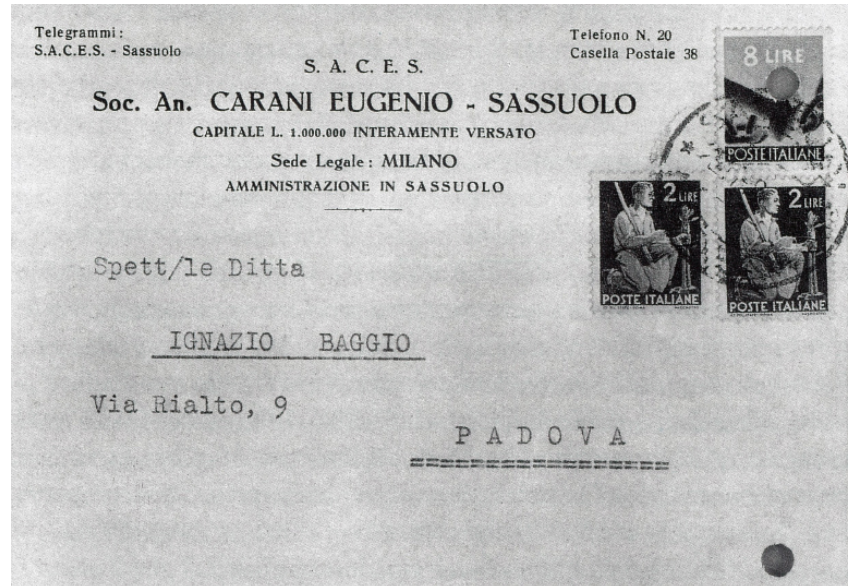 Telegrammi:
S.A.C.E.S. - Sassuolo
Telefono N. 20
Casella Postale 38
S. A. C. E. S.
Soc. An. CARANI EUGENIO - SASSUOLO
CAPITALE L. 1.000.000 INTERAMENTE VERSATO
Sede Legale: MILANO
AMMINISTRAZIONE IN SASSUOLO
8 LIRE
POSTE ITALIANE
2 LIRE
POSTE ITALIANE
2 LIRE
POSTE ITALIANE
Spett/le Ditta
IGNAZIO BAGGIO
Via Rialto, 9
PADOVA